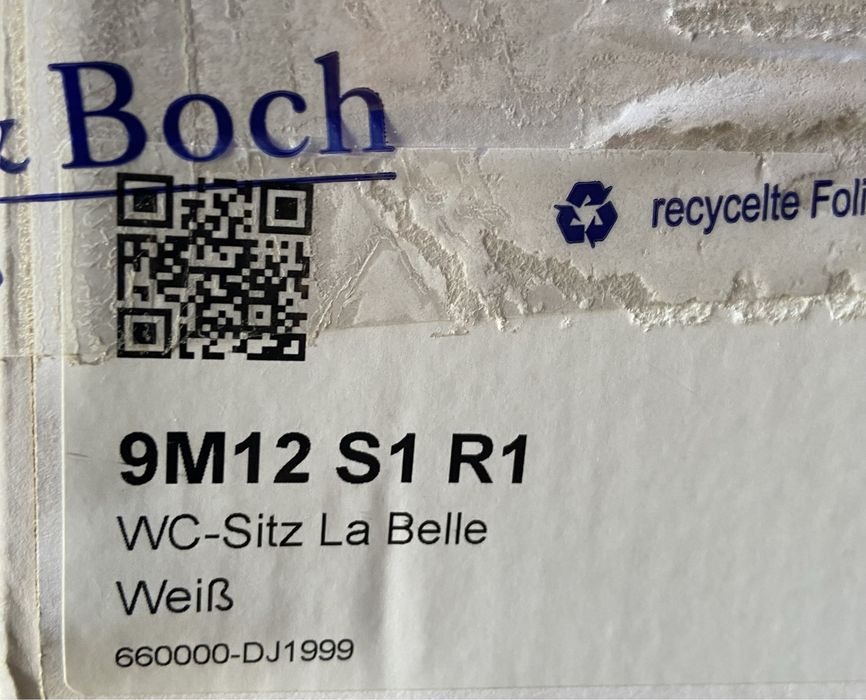 & Boch
recycelte Foli
9M12 S1 R1
WC-Sitz La Belle
Weiß
660000-DJ1999